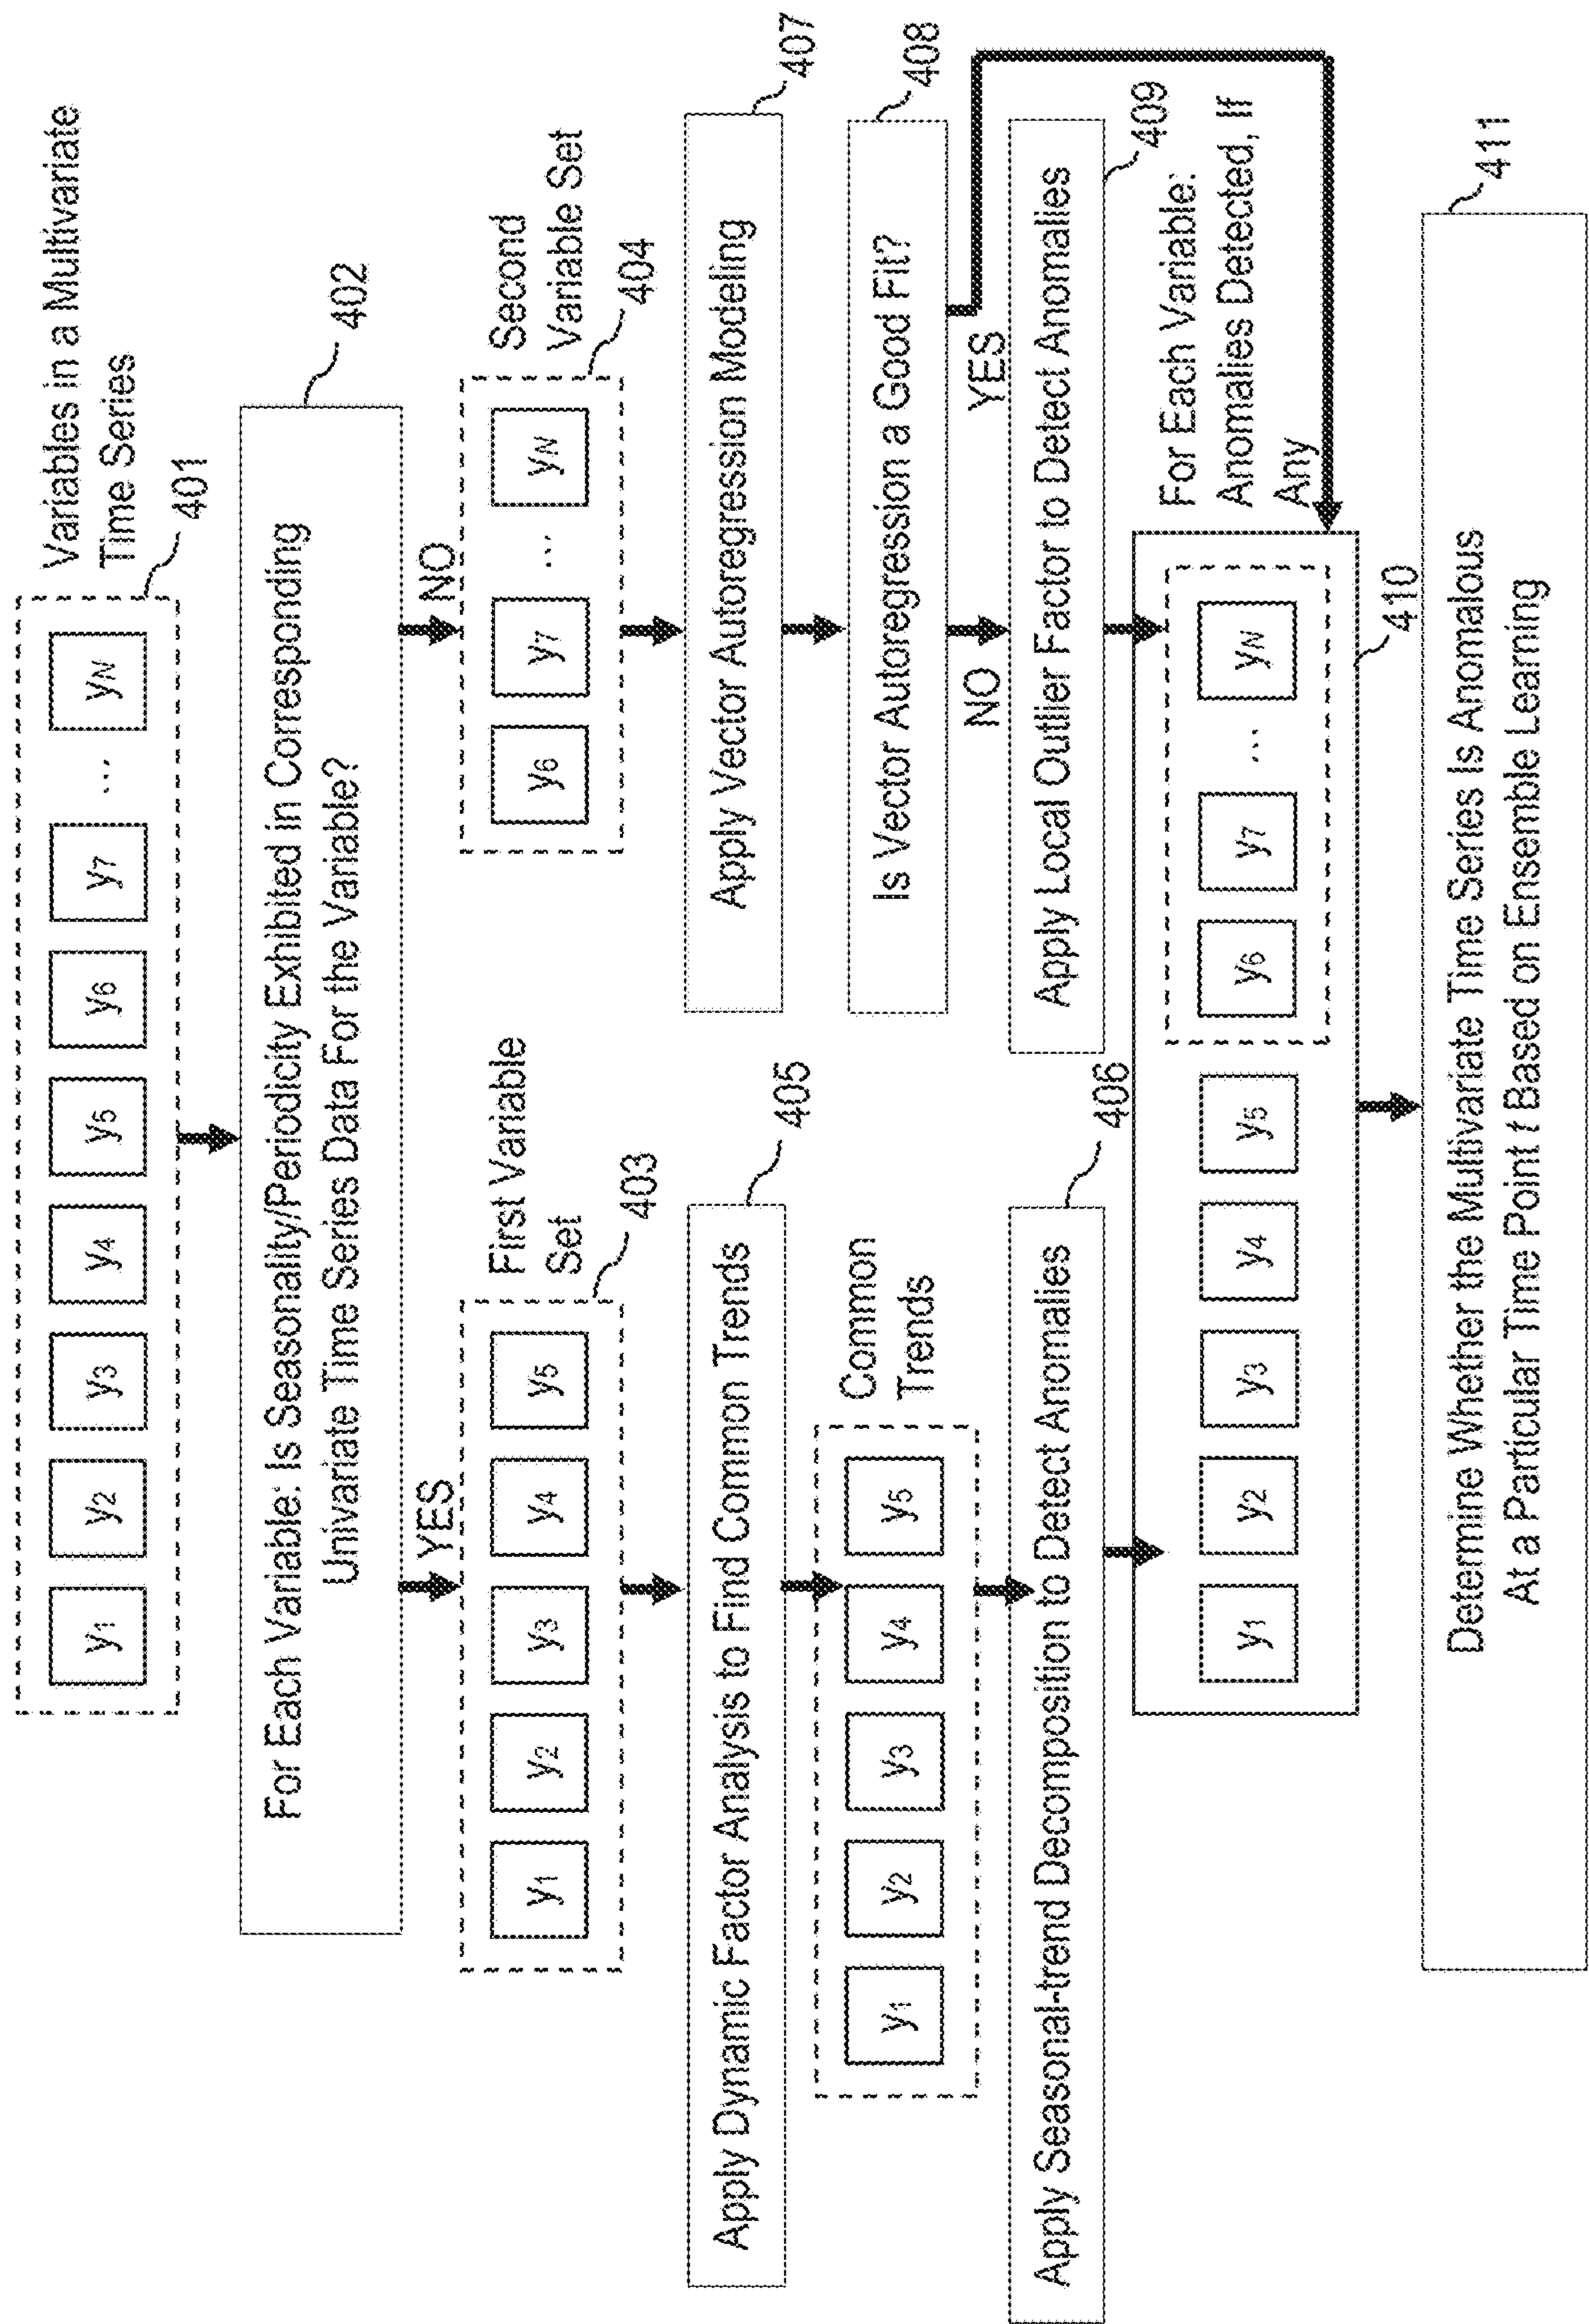 Variables in a Multivariate
Time Series
401
y1 y2 y3 y4 y5 y6 y7 ... yN
402
For Each Variable: Is Seasonality/Periodicity Exhibited in Corresponding
Univariate Time Series Data For the Variable?
YES
NO
First Variable
Set
403
y1 y2 y3 y4 y5
Second
Variable Set
404
y6 y7 ... yN
405
Apply Dynamic Factor Analysis to Find Common Trends
407
Apply Vector Autoregression Modeling
Common
Trends
y1 y2 y3 y4 y5
408
Is Vector Autoregression a Good Fit?
NO
YES
406
Apply Seasonal-trend Decomposition to Detect Anomalies
409
Apply Local Outlier Factor to Detect Anomalies
For Each Variable:
Anomalies Detected, If
Any
y1 y2 y3 y4 y5 y6 y7 ... yN
410
411
Determine Whether the Multivariate Time Series Is Anomalous
At a Particular Time Point t Based on Ensemble Learning